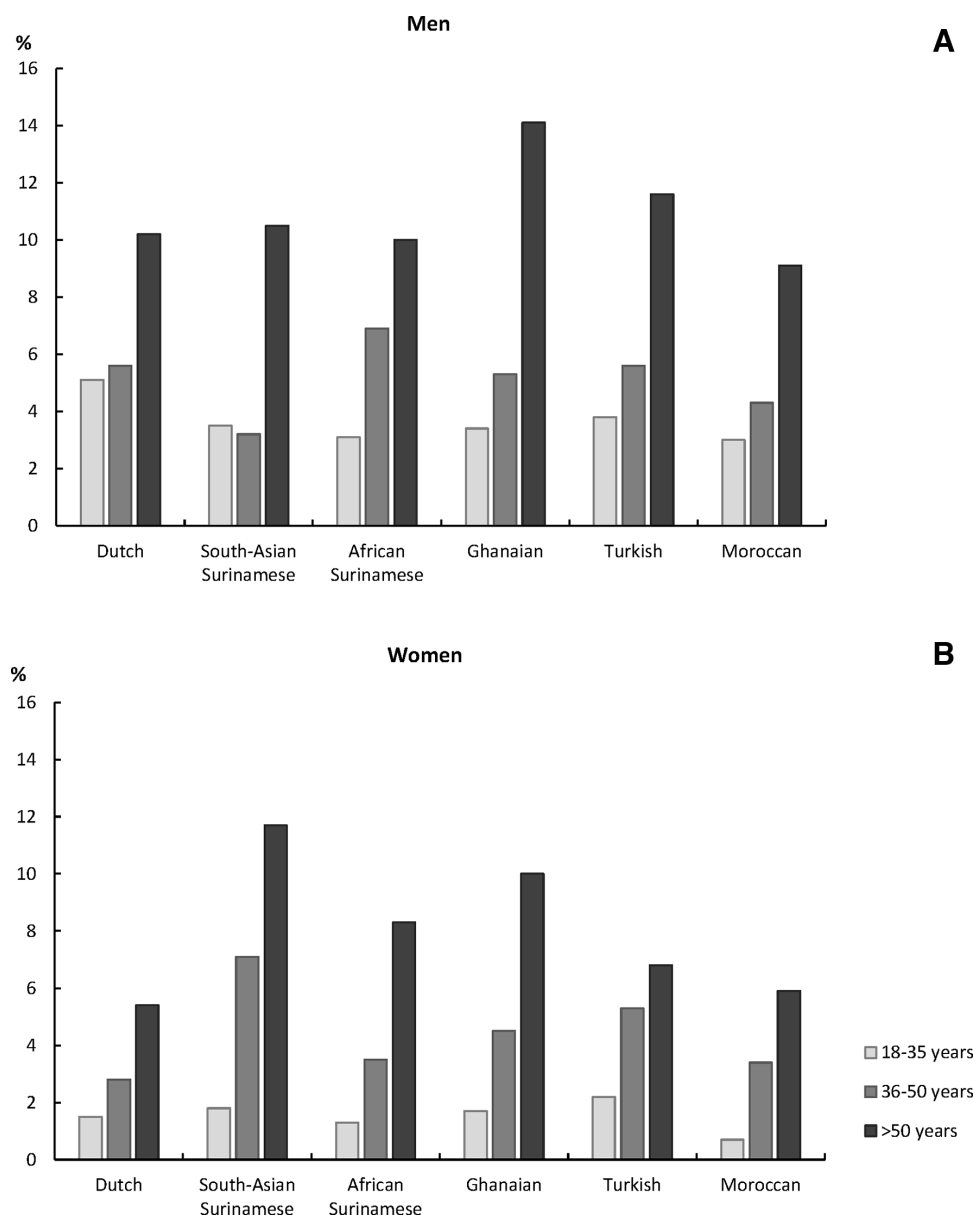 Men
A
%
16
14
12
10
8
6
4
2
0
Dutch
South-Asian
Surinamese
African
Surinamese
Ghanaian
Turkish
Moroccan
Women
B
%
16
14
12
10
8
6
4
2
0
18-35 years
36-50 years
>50 years
Dutch
South-Asian
Surinamese
African
Surinamese
Ghanaian
Turkish
Moroccan